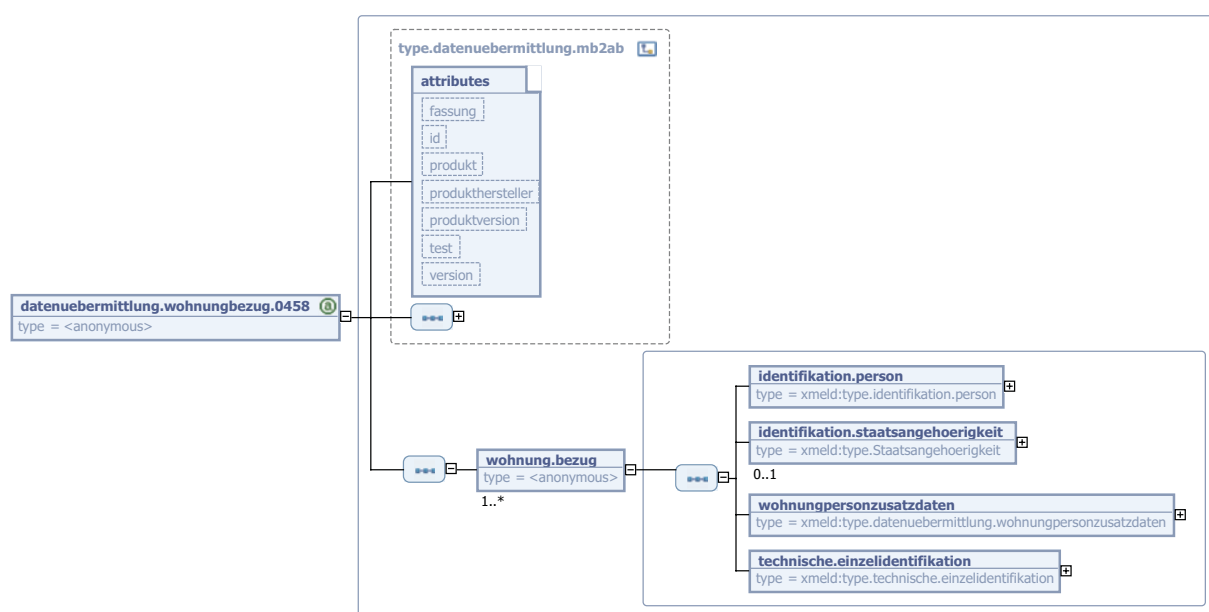 type.datenuebermittlung.mb2ab
attributes
fassung
id
produkt
produkthersteller
produktversion
test
version
datenuebermittlung.wohnungbezug.0458 a
type = <anonymous>
wohnung.bezug
type = <anonymous>
1..*
identifikation.person
type = xmeld:type.identifikation.person
identifikation.staatsangehoerigkeit
type = xmeld:type.Staatsangehoerigkeit
0..1
wohnungpersonzusatzdaten
type = xmeld:type.datenuebermittlung.wohnungpersonzusatzdaten
technische.einzelidentifikation
type = xmeld:type.technische.einzelidentifikation